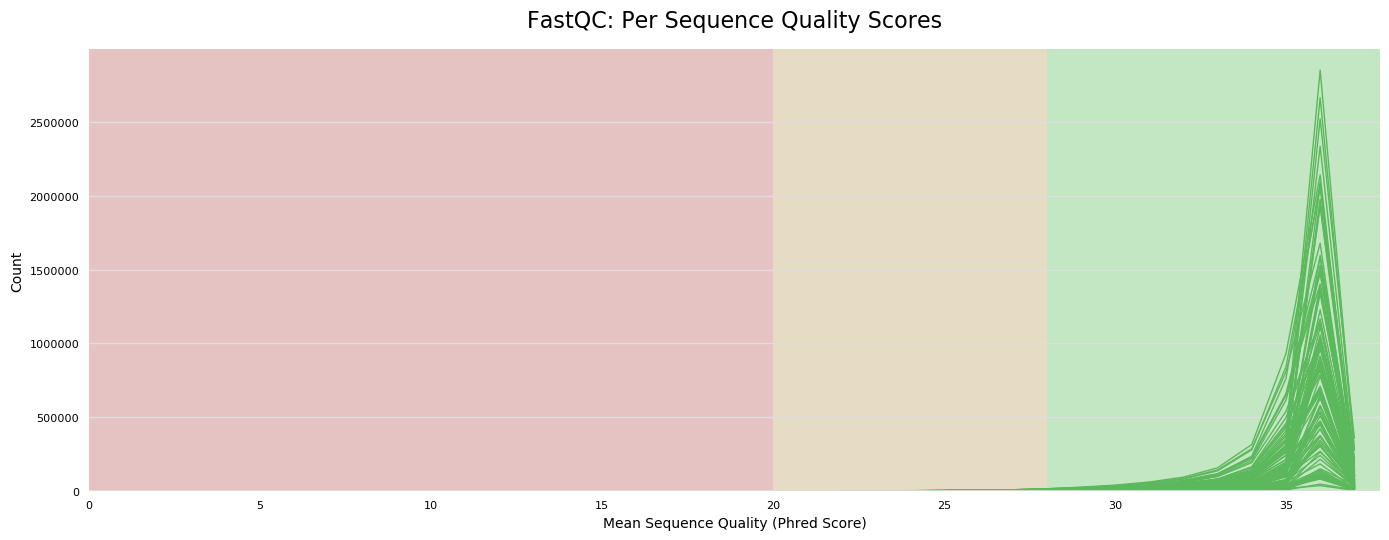 FastQC: Per Sequence Quality Scores
2500000
2000000
1500000
1000000
500000
0
Count
0 5 10 15 20 25 30 35
Mean Sequence Quality (Phred Score)